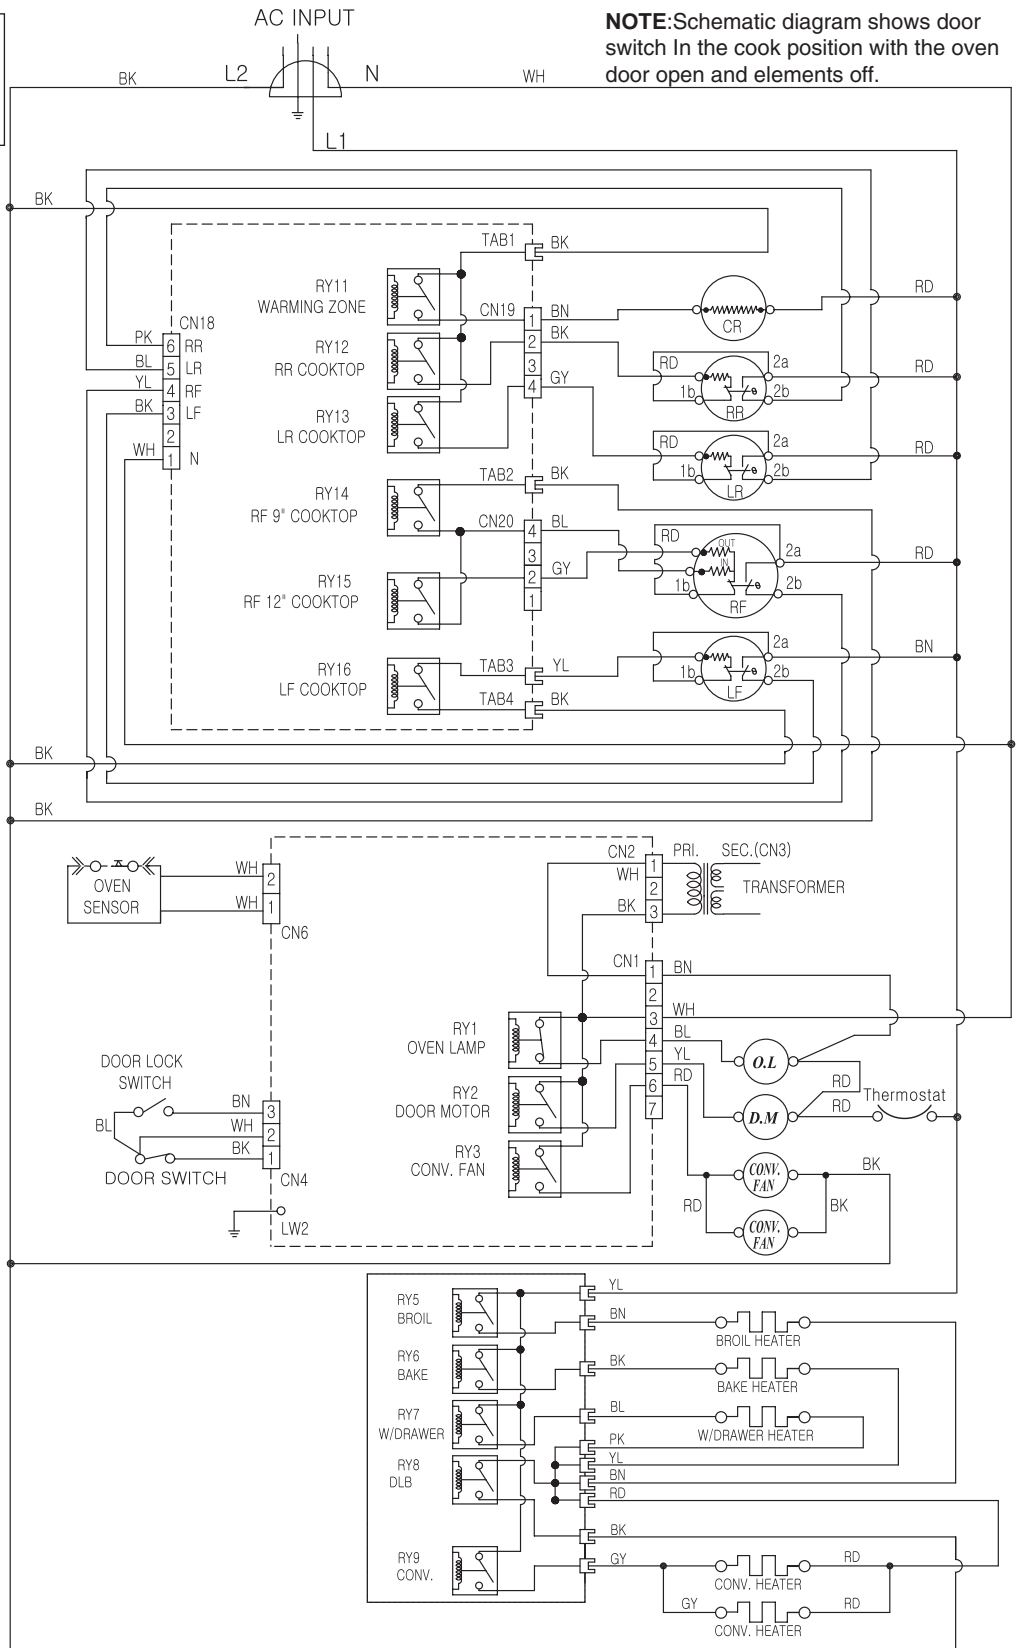 AC INPUT
NOTE:Schematic diagram shows door
switch In the cook position with the oven
door open and elements off.
BK
L2
N
WH
L1
BK
TAB1
BK
RY11
WARMING ZONE
CN19
1
BN
CR
RD
CN18
PK
6
RR
RY12
RR COOKTOP
2
BK
BL
5
LR
3
RD
2a
RD
YL
4
RF
4
GY
1b
2b
RR
BK
3
LF
RY13
LR COOKTOP
2
RD
2a
RD
WH
1
N
1b
2b
LR
TAB2
BK
RY14
RF 9" COOKTOP
CN20
4
BL
RD
OUT
2a
RD
3
IN
RY15
RF 12" COOKTOP
2
GY
1b
2b
1
RF
RY16
LF COOKTOP
TAB3
YL
RD
2a
BN
1b
2b
LF
TAB4
BK
BK
BK
CN2
1
PRI.
SEC.(CN3)
WH
2
TRANSFORMER
BK
3
OVEN
SENSOR
WH
2
WH
1
CN6
CN1
1
BN
2
3
WH
RY1
OVEN LAMP
4
BL
O.L
5
YL
6
RD
RD
7
RY2
DOOR MOTOR
D.M
RD
Thermostat
DOOR LOCK
SWITCH
BN
3
BL
WH
2
BK
1
DOOR SWITCH
CN4
RY3
CONV. FAN
CONV.
FAN
BK
RD
BK
CONV.
FAN
LW2
YL
RY5
BROIL
BN
BROIL HEATER
RY6
BAKE
BK
BAKE HEATER
RY7
W/DRAWER
BL
W/DRAWER HEATER
PK
RY8
DLB
YL
BN
RD
BK
RY9
CONV.
GY
RD
CONV. HEATER
GY
RD
CONV. HEATER